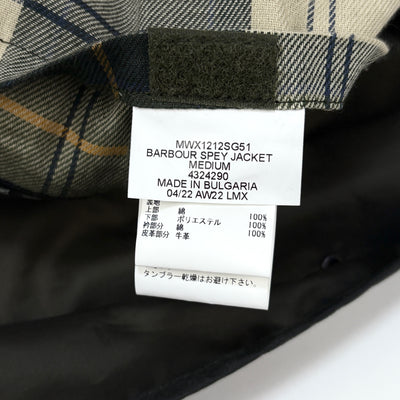 MWX1212SG51
BARBOUR SPEY JACKET
MEDIUM
4324290
MADE IN BULGARIA
04/22 AW22 LMX
裏地
上部 綿 100%
下部 ポリエステル 100%
衿部分 綿 100%
皮革部分 牛革
タンブラー乾燥はお避け下さい。